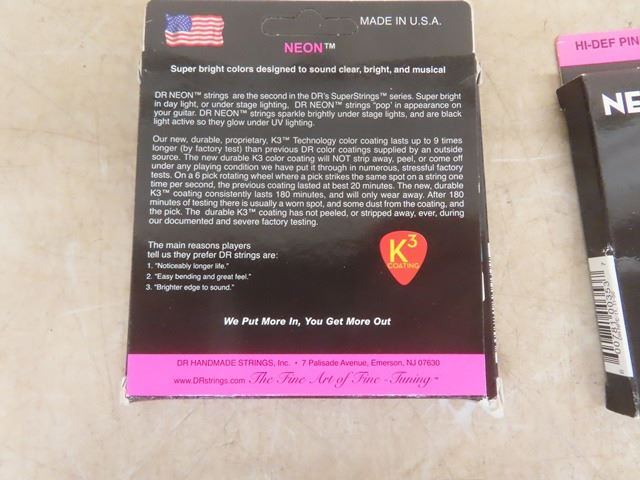 MADE IN U.S.A.
NEON™
Super bright colors designed to sound clear, bright, and musical
DR NEON™ strings are the second in the DR's SuperStrings™ series. Super bright
in day light, or under stage lighting, DR NEON™ strings 'pop' in appearance on
your guitar. DR NEON™ strings sparkle brightly under stage lights, and are black
light active so they glow under UV lighting.
Our new, durable, proprietary, K3™ Technology color coating lasts up to 9 times
longer (by factory test) than previous DR color coatings supplied by an outside
source. The new durable K3 color coating will NOT strip away, peel, or come off
under any playing condition we have put it through in numerous, stressful factory
tests. On a 6 pick rotating wheel where a pick strikes the same spot on a string one
time per second, the previous coating lasted at best 20 minutes. The new, durable
K3™ coating consistently lasts 180 minutes, and will only wear away. After 180
minutes of testing there is usually a worn spot, and some dust from the coating, and
the pick. The durable K3™ coating has not peeled, or stripped away, ever, during
our documented and severe factory testing.
The main reasons players
tell us they prefer DR strings are:
1. "Noticeably longer life."
2. "Easy bending and great feel."
3. "Brighter edge to sound."
K3
COATING
We Put More In, You Get More Out
DR HANDMADE STRINGS, Inc. • 7 Palisade Avenue, Emerson, NJ 07630
www.DRstrings.com The Fine Art of Fine-Tuning™
HI-DEF PIN
NE